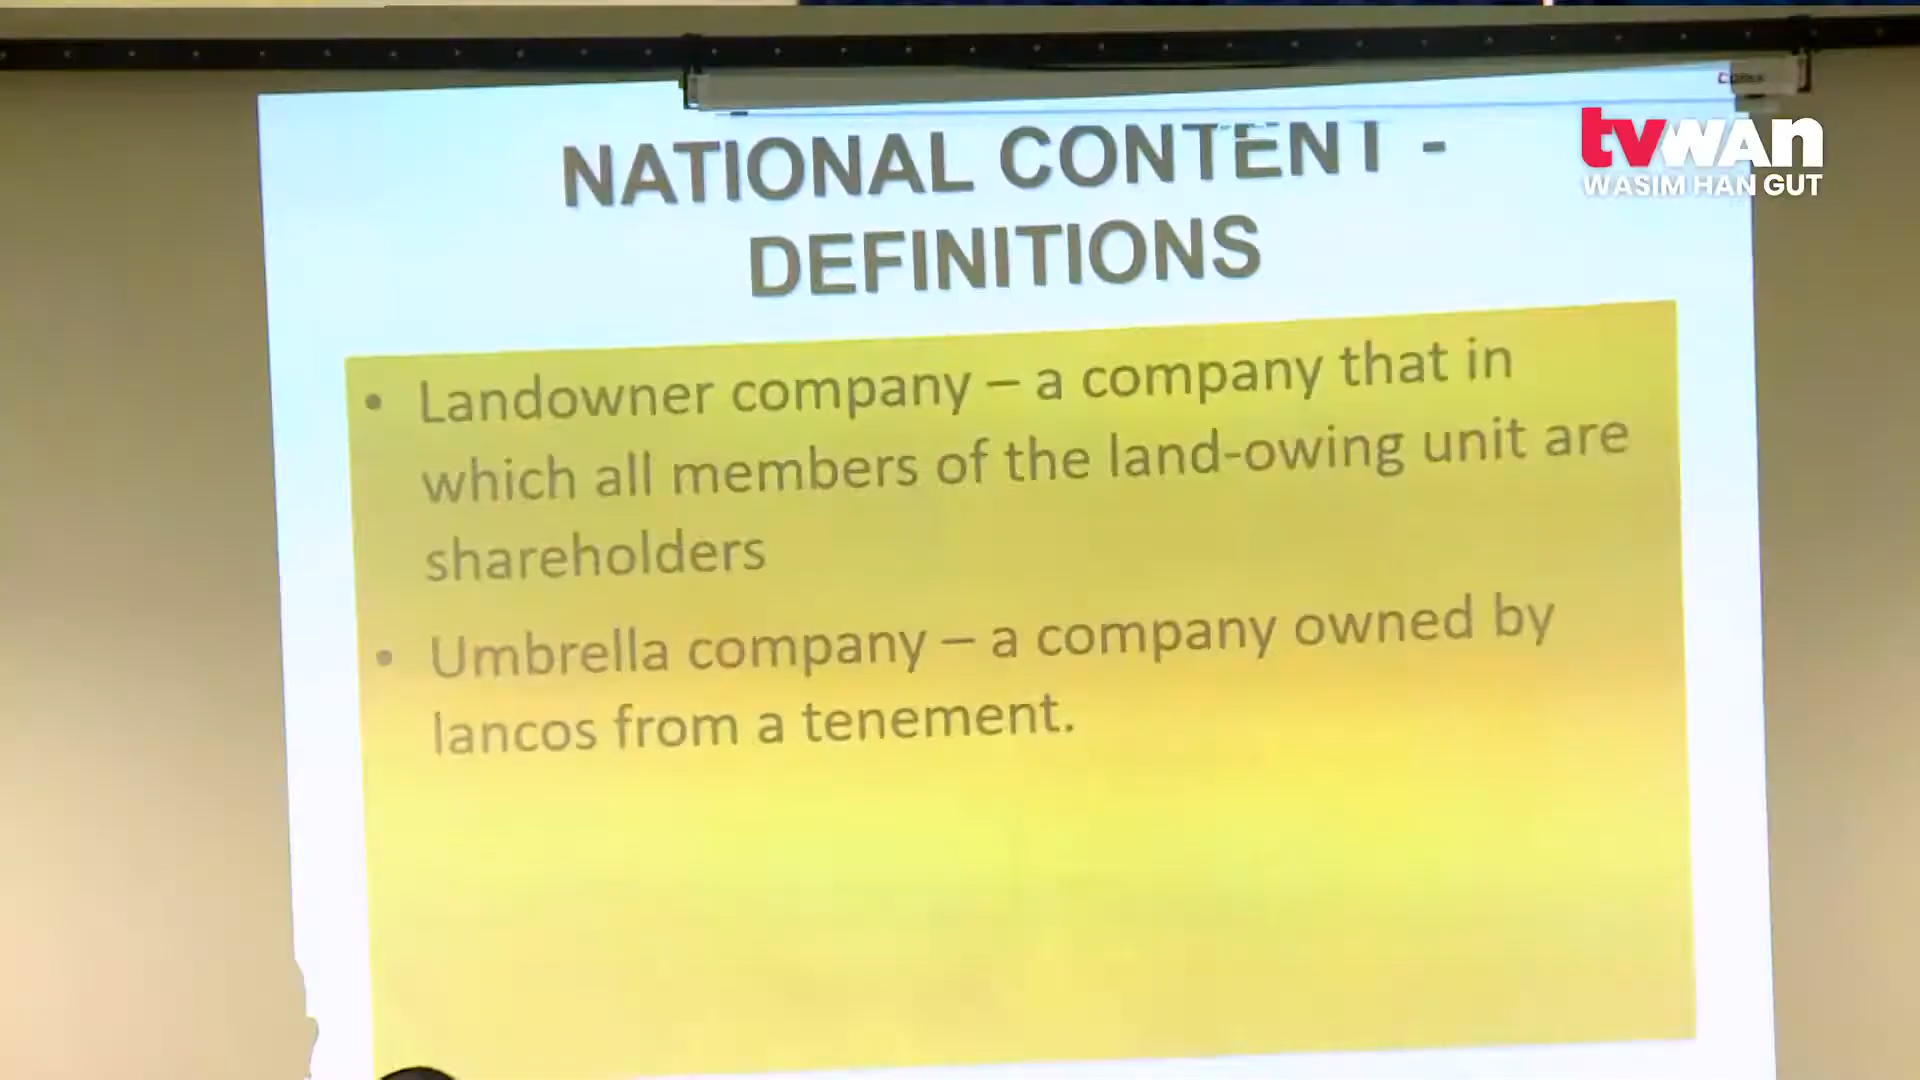 NATIONAL CONTENT -
DEFINITIONS
tvwan
WASIM HAN GUT
• Landowner company – a company that in
which all members of the land-owing unit are
shareholders
• Umbrella company – a company owned by
lancos from a tenement.